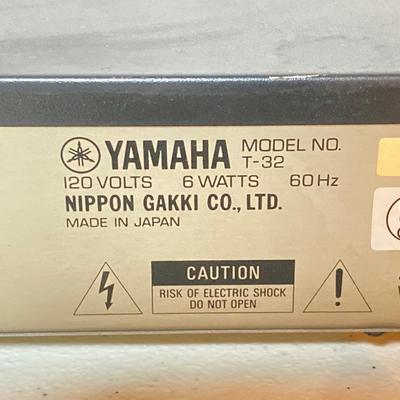 YAMAHA MODEL NO. T-32
120 VOLTS 6 WATTS 60 Hz
NIPPON GAKKI CO., LTD.
MADE IN JAPAN
CAUTION
RISK OF ELECTRIC SHOCK
DO NOT OPEN
!